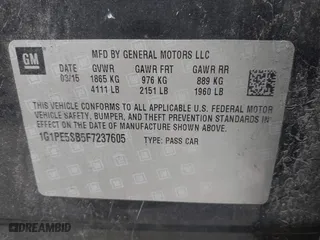 GM
MFD BY GENERAL MOTORS LLC
DATE GVWR GAWR FRT GAWR RR
03/15 1865 KG 976 KG 889 KG
4111 LB 2151 LB 1960 LB
THIS VEHICLE CONFORMS TO ALL APPLICABLE U.S. FEDERAL MOTOR
VEHICLE SAFETY, BUMPER, AND THEFT PREVENTION STANDARDS IN
EFFECT ON THE DATE OF MANUFACTURE SHOWN ABOVE.
1G1PE5SB5F7237605 TYPE: PASS CAR
DREAMBID